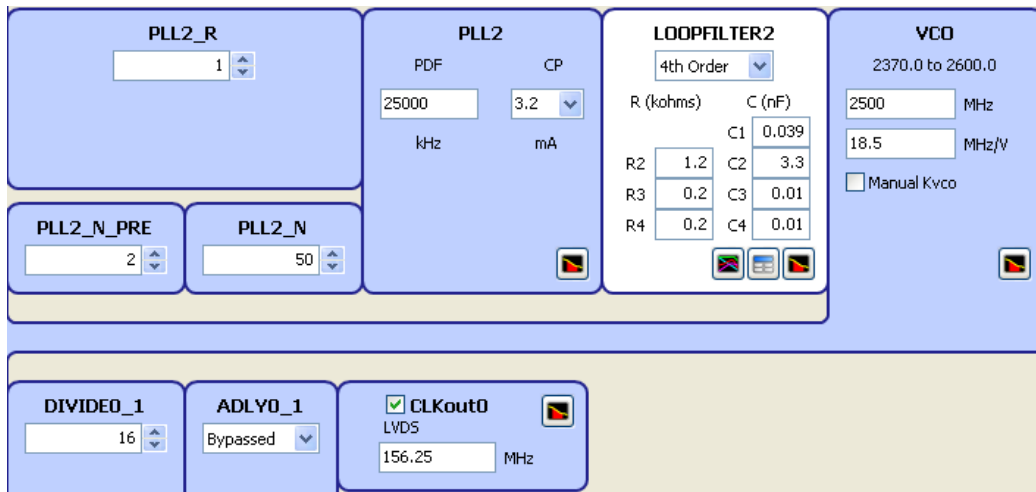 PLL2_R
1
PLL2_N_PRE
2
PLL2_N
50
PLL2
PDF CP
25000 3.2
kHz mA
LOOPFILTER2
4th Order
R (kohms) C (nF)
C1 0.039
R2 1.2 C2 3.3
R3 0.2 C3 0.01
R4 0.2 C4 0.01
VCO
2370.0 to 2600.0
2500 MHz
18.5 MHz/V
Manual Kvco
DIVIDE0_1
16
ADLY0_1
Bypassed
CLKout0
LVDS
156.25 MHz